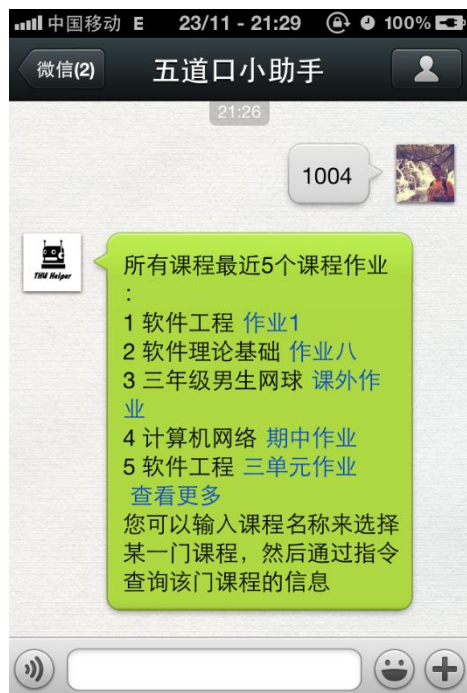 中国移动 E 23/11 - 21:29 100%
微信(2) 五道口小助手
21:26
1004
THU Helper
所有课程最近5个课程作业
:
1 软件工程 作业1
2 软件理论基础 作业八
3 三年级男生网球 课外作
业
4 计算机网络 期中作业
5 软件工程 三单元作业
查看更多
您可以输入课程名称来选择
某一门课程，然后通过指令
查询该门课程的信息